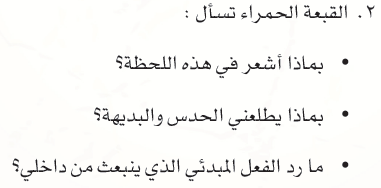 ٢. القبعة الحمراء تسأل :
• بماذا أشعر في هذه اللحظة؟
• بماذا يطلعني الحدس والبديهة؟
• ما رد الفعل المبدئي الذي ينبعث من داخلي؟